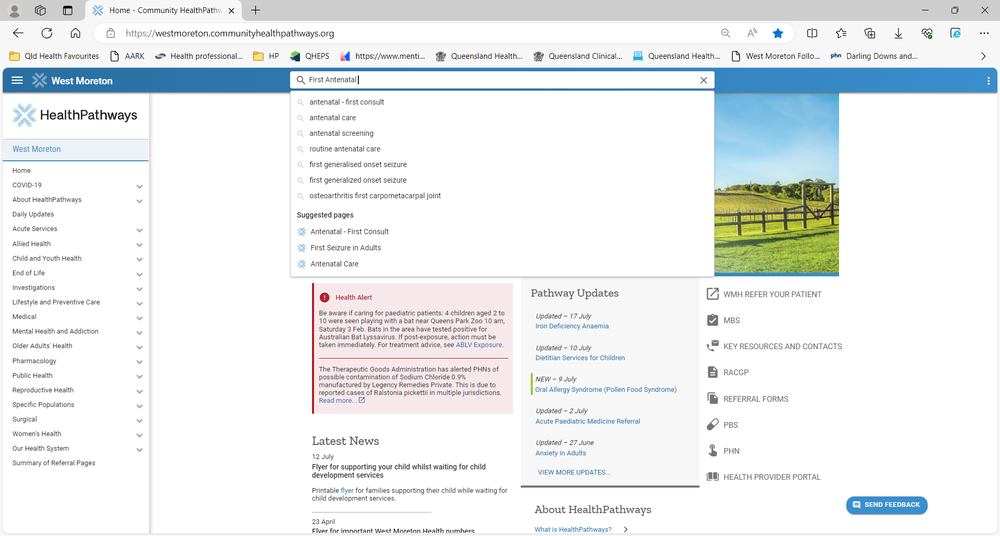 Home - Community HealthPathw
https://westmoreton.communityhealthpathways.org
Qld Health Favourites
AARK
Health professional...
HP
QHEPS
https://www.menti...
Queensland Health...
Queensland Clinical...
Queensland Health...
West Moreton Follo...
phn Darling Downs and...
West Moreton
First Antenatal
HealthPathways
West Moreton
Home
COVID-19
About HealthPathways
Daily Updates
Acute Services
Allied Health
Child and Youth Health
End of Life
Investigations
Lifestyle and Preventive Care
Medical
Mental Health and Addiction
Older Adults' Health
Pharmacology
Public Health
Reproductive Health
Specific Populations
Surgical
Women's Health
Our Health System
Summary of Referral Pages
antenatal - first consult
antenatal care
antenatal screening
routine antenatal care
first generalised onset seizure
first generalized onset seizure
osteoarthritis first carpometacarpal joint
Suggested pages
Antenatal - First Consult
First Seizure in Adults
Antenatal Care
Health Alert
Be aware if caring for paediatric patients: 4 children aged 2 to
10 were seen playing with a bat near Queens Park Zoo 10 am,
Saturday 3 Feb. Bats in the area have tested positive for
Australian Bat Lyssavirus. If post-exposure, action must be
taken immediately. For treatment advice, see ABLV Exposure.
The Therapeutic Goods Administration has alerted PHNs of
possible contamination of Sodium Chloride 0.9%
manufactured by Legency Remedies Private. This is due to
reported cases of Ralstonia pickettii in multiple jurisdictions.
Read more...
Latest News
12 July
Flyer for supporting your child whilst waiting for child
development services
Printable flyer for families supporting their child while waiting for
child development services.
23 April
Flyer for important West Moreton Health numbers
Pathway Updates
Updated – 17 July
Iron Deficiency Anaemia
Updated – 10 July
Dietitian Services for Children
NEW – 9 July
Oral Allergy Syndrome (Pollen Food Syndrome)
Updated – 2 July
Acute Paediatric Medicine Referral
Updated – 27 June
Anxiety in Adults
VIEW MORE UPDATES...
About HealthPathways
What is HealthPathways?
WMH REFER YOUR PATIENT
MBS
KEY RESOURCES AND CONTACTS
RACGP
REFERRAL FORMS
PBS
PHN
HEALTH PROVIDER PORTAL
SEND FEEDBACK